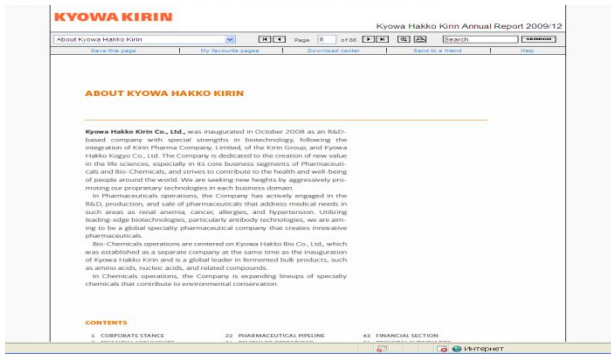 KYOWA KIRIN
Kyowa Hakko Kirin Annual Report 2009/12
About Kyowa Hakko Kirin Page 0 of 86 Search SEARCH
Save this page | My favourite pages | Download center | Send to a friend | Help
ABOUT KYOWA HAKKO KIRIN
Kyowa Hakko Kirin Co., Ltd., was inaugurated in October 2008 as an R&D-
based company with special strengths in biotechnology, following the
integration of Kirin Pharma Company, Limited, of the Kirin Group, and Kyowa
Hakko Kogyo Co., Ltd. The Company is dedicated to the creation of new value
in the life sciences, especially in its core business segments of Pharmaceuti-
cals and Bio-Chemicals, and strives to contribute to the health and well-being
of people around the world. We are seeking new heights by aggressively pro-
moting our proprietary technologies in each business domain.
In Pharmaceuticals operations, the Company has actively engaged in the
R&D, production, and sale of pharmaceuticals that address medical needs in
such areas as renal anemia, cancer, allergies, and hypertension. Utilizing
leading-edge biotechnologies, particularly antibody technologies, we are aim-
ing to be a global specialty pharmaceutical company that creates innovative
pharmaceuticals.
Bio-Chemicals operations are centered on Kyowa Hakko Bio Co., Ltd., which
was established as a separate company at the same time as the inauguration
of Kyowa Hakko Kirin and is a global leader in fermented bulk products, such
as amino acids, nucleic acids, and related compounds.
In Chemicals operations, the Company is expanding lineups of specialty
chemicals that contribute to environmental conservation.
CONTENTS
1 CORPORATE STANCE 22 PHARMACEUTICAL PIPELINE 43 FINANCIAL SECTION
Интернет